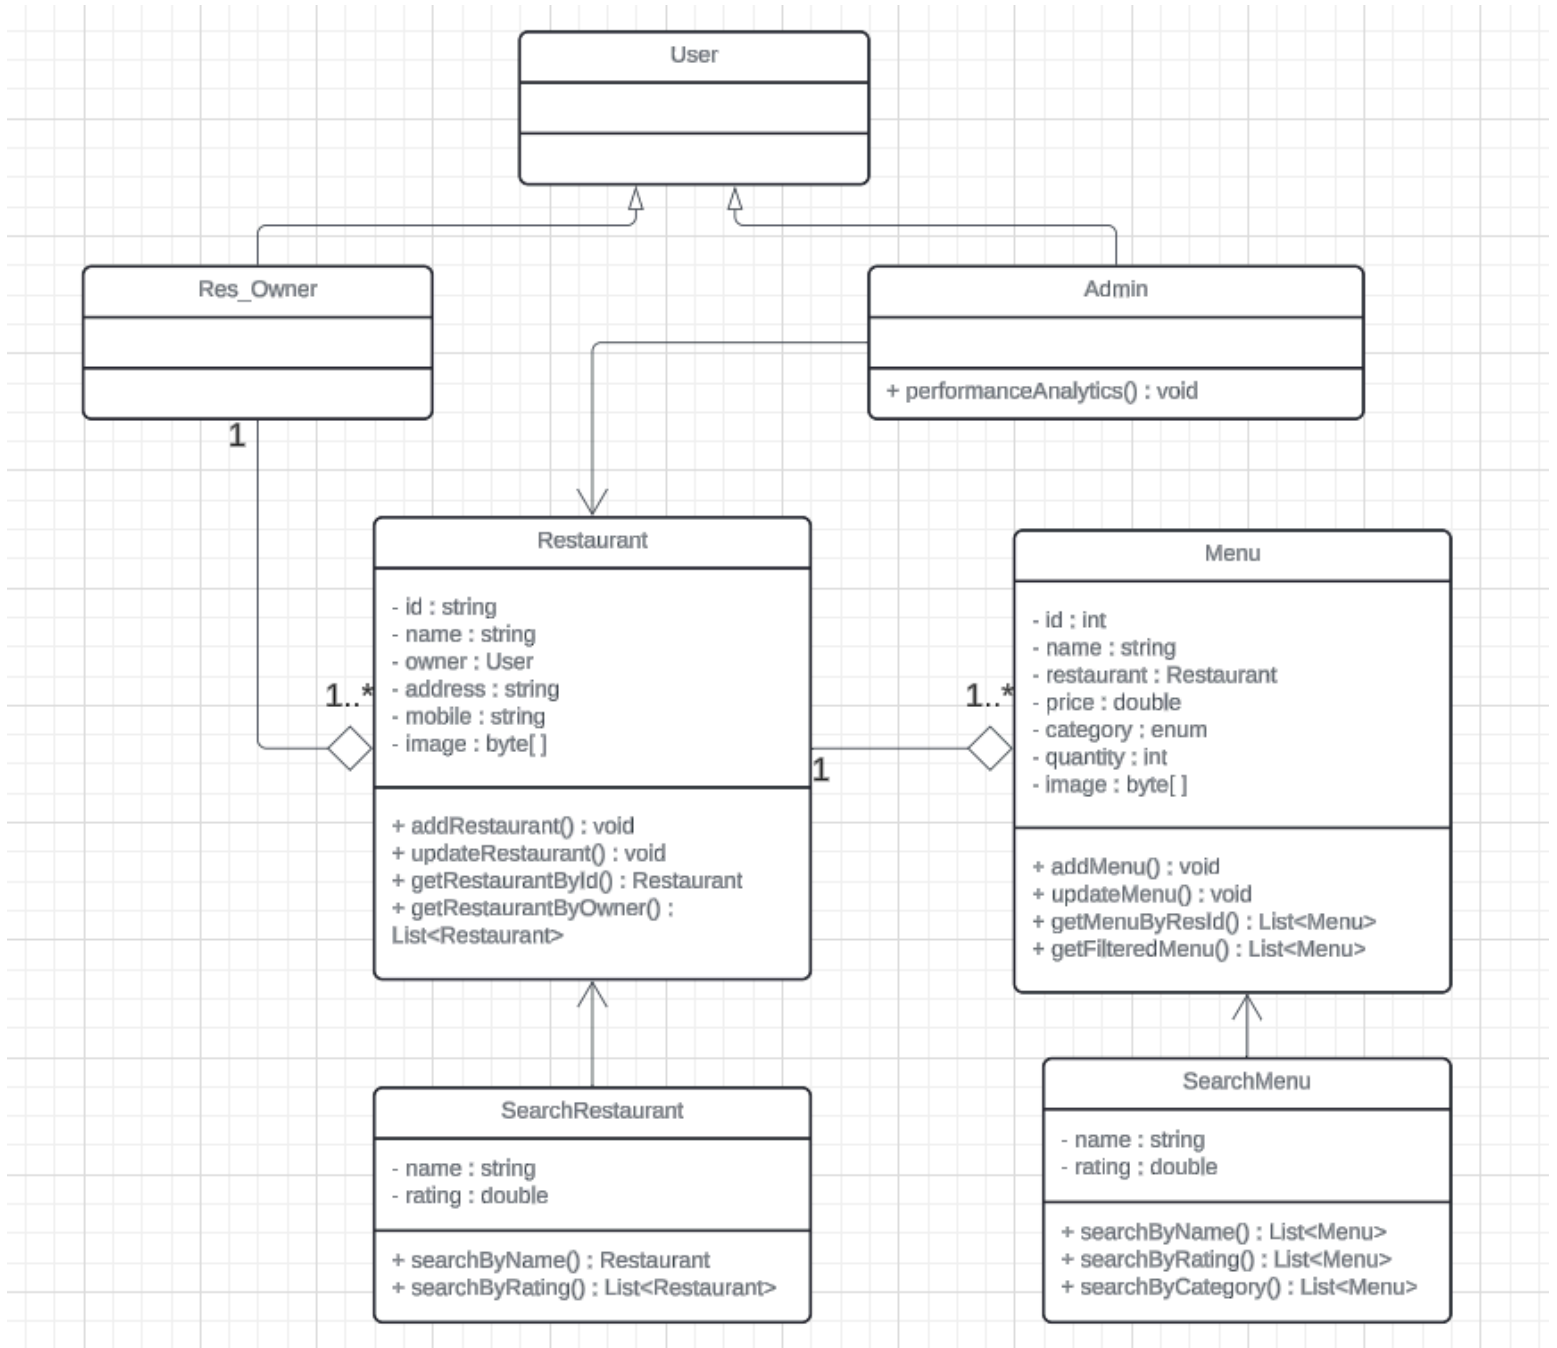 User
Res_Owner
Admin
+ performanceAnalytics() : void
1
Restaurant
- id : string
- name : string
- owner : User
- address : string
- mobile : string
- image : byte[ ]
1..*
+ addRestaurant() : void
+ updateRestaurant() : void
+ getRestaurantById() : Restaurant
+ getRestaurantByOwner() :
List<Restaurant>
1
1..*
Menu
- id : int
- name : string
- restaurant : Restaurant
- price : double
- category : enum
- quantity : int
- image : byte[ ]
+ addMenu() : void
+ updateMenu() : void
+ getMenuByResId() : List<Menu>
+ getFilteredMenu() : List<Menu>
SearchRestaurant
- name : string
- rating : double
+ searchByName() : Restaurant
+ searchByRating() : List<Restaurant>
SearchMenu
- name : string
- rating : double
+ searchByName() : List<Menu>
+ searchByRating() : List<Menu>
+ searchByCategory() : List<Menu>